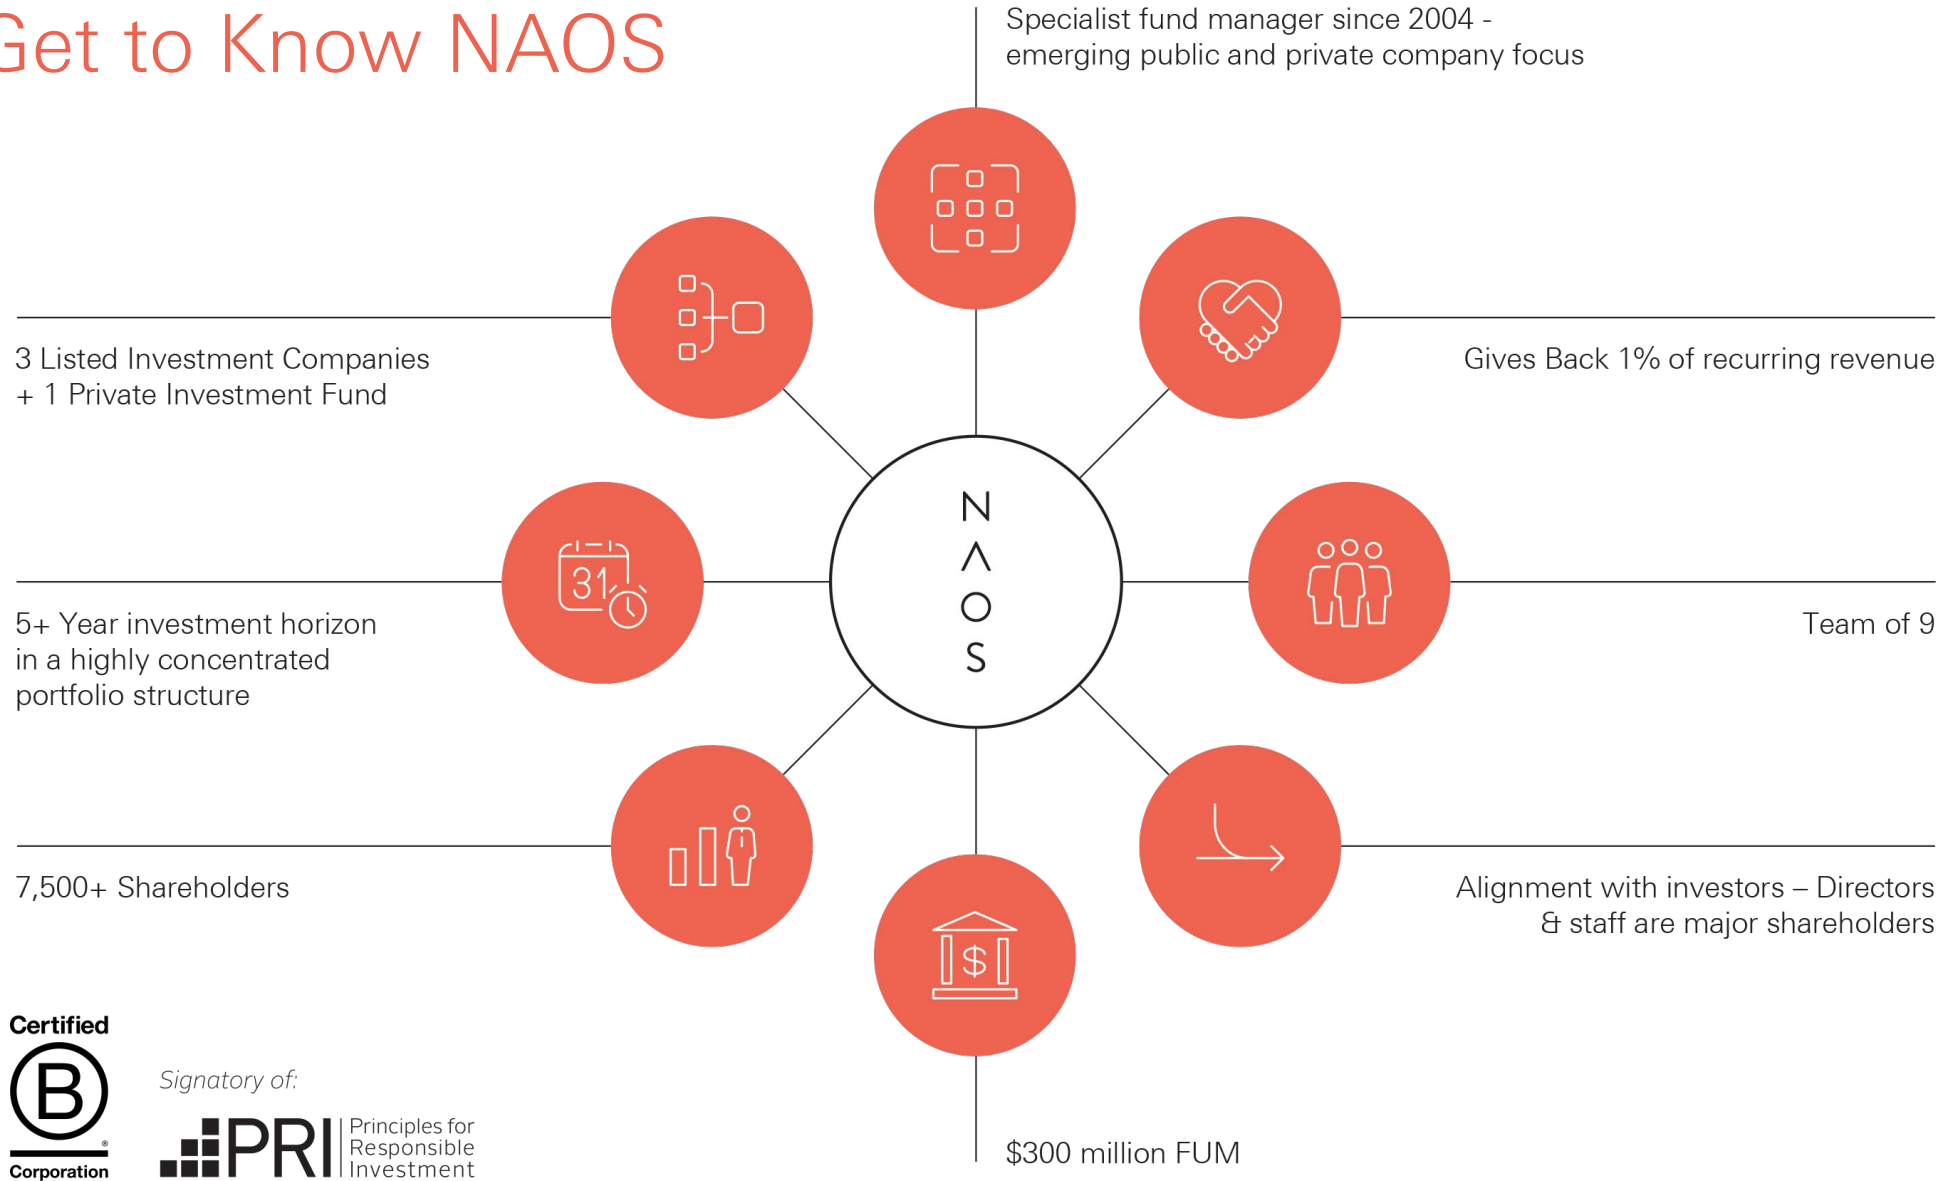 Get to Know NAOS
Specialist fund manager since 2004 -
emerging public and private company focus
3 Listed Investment Companies
+ 1 Private Investment Fund
Gives Back 1% of recurring revenue
31
N
Λ
O
S
5+ Year investment horizon
in a highly concentrated
portfolio structure
Team of 9
7,500+ Shareholders
Alignment with investors – Directors
& staff are major shareholders
$
$300 million FUM
Certified
B
®
Corporation
Signatory of:
PRI
Principles for
Responsible
Investment